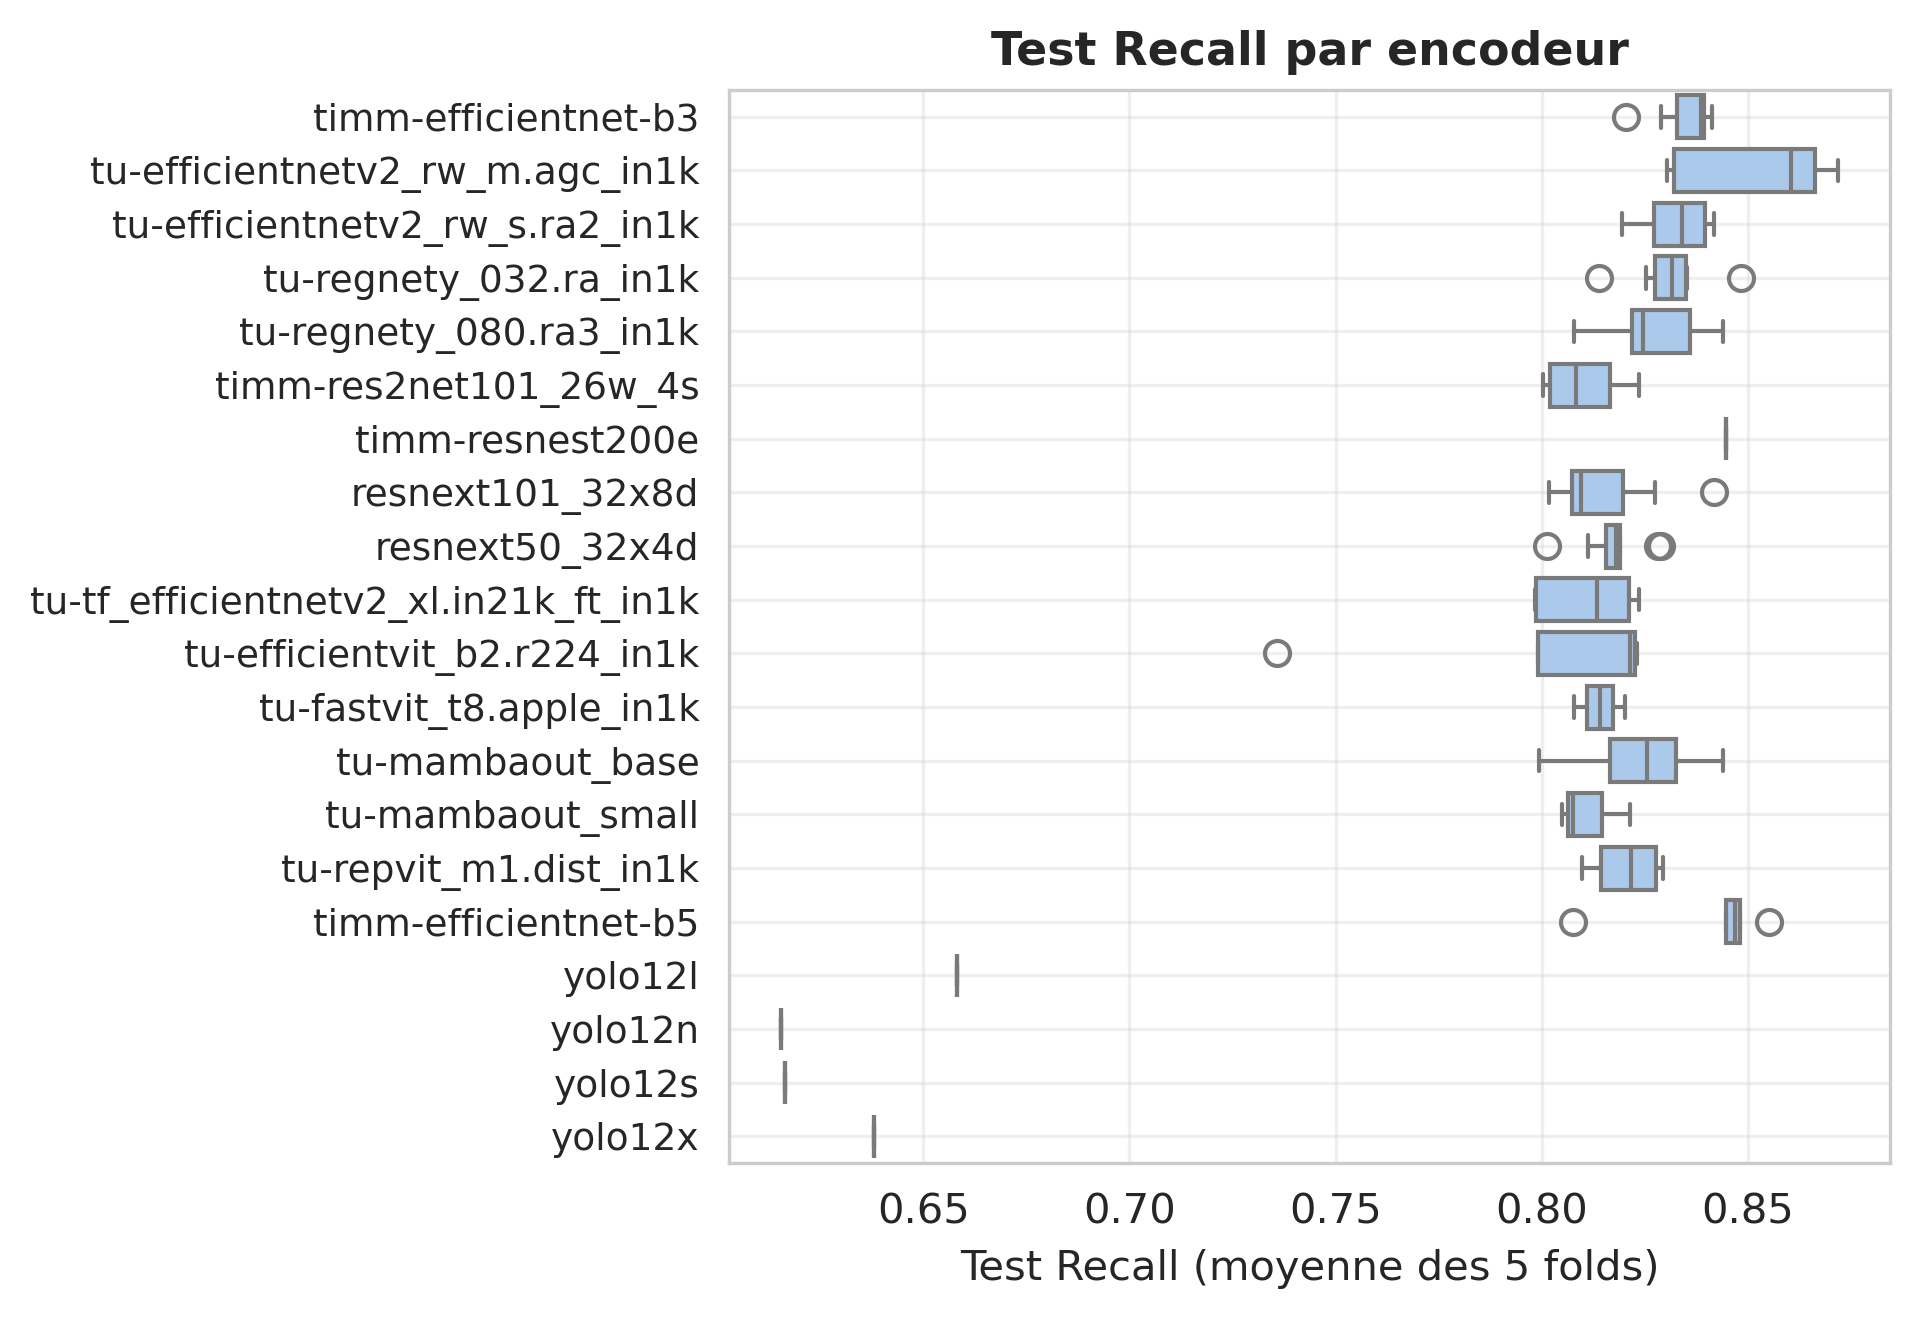 Test Recall par encodeur
timm-efficientnet-b3
tu-efficientnetv2_rw_m.agc_in1k
tu-efficientnetv2_rw_s.ra2_in1k
tu-regnety_032.ra_in1k
tu-regnety_080.ra3_in1k
timm-res2net101_26w_4s
timm-resnest200e
resnext101_32x8d
resnext50_32x4d
tu-tf_efficientnetv2_xl.in21k_ft_in1k
tu-efficientvit_b2.r224_in1k
tu-fastvit_t8.apple_in1k
tu-mambaout_base
tu-mambaout_small
tu-repvit_m1.dist_in1k
timm-efficientnet-b5
yolo12l
yolo12n
yolo12s
yolo12x
0.65 0.70 0.75 0.80 0.85
Test Recall (moyenne des 5 folds)